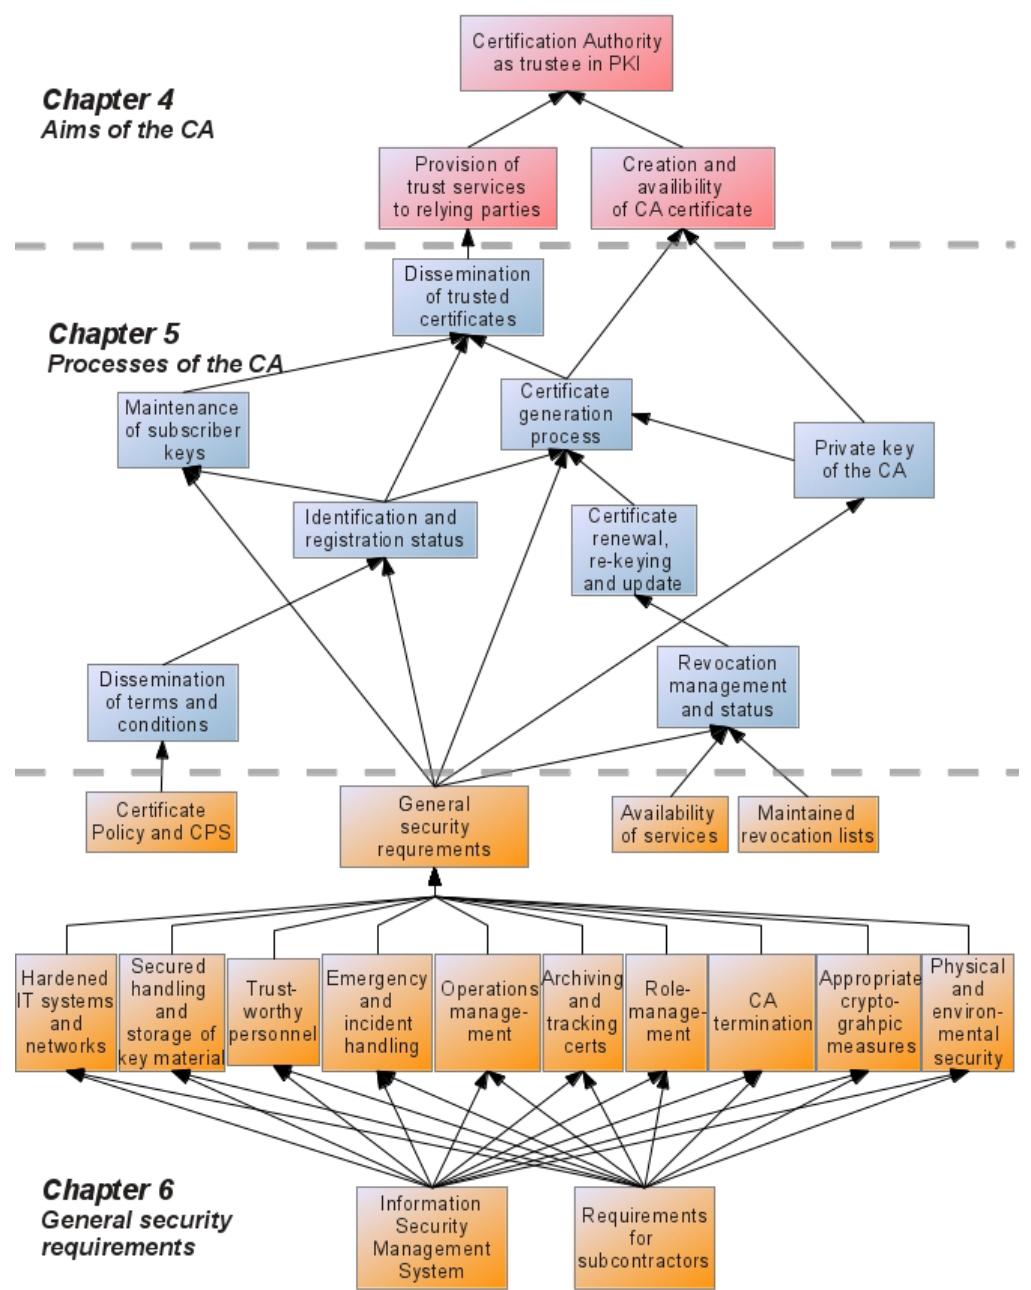 Certification Authority
as trustee in PKI
Chapter 4
Aims of the CA
Provision of
trust services
to relying parties
Creation and
availibility
of CA certificate
Dissemination
of trusted
certificates
Chapter 5
Processes of the CA
Maintenance
of subscriber
keys
Certificate
generation
process
Private key
of the CA
Identification and
registration status
Certificate
renewal,
re-keying
and update
Dissemination
of terms and
conditions
Revocation
management
and status
Certificate
Policy and CPS
General
security
requrements
Availability
of services
Maintained
revocation lists
Hardened
IT systems
and
networks
Secured
handling
and
storage of
key material
Trust-
worthy
personnel
Emergency
and
incident
handling
Operations
manage-
ment
Archiving
and
tracking
certs
Role-
manage-
ment
CA
termination
Appropriate
crypto-
grahpic
measures
Physical
and
environ-
mental
security
Chapter 6
General security
requirements
Information
Security
Management
System
Requirements
for
subcontractors